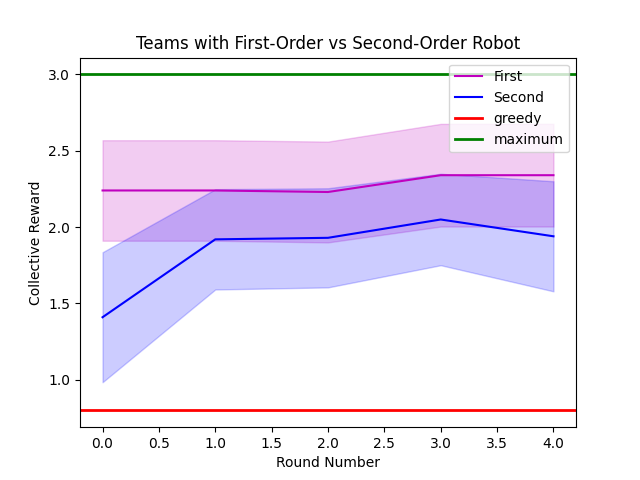 Teams with First-Order vs Second-Order Robot
3.0
2.5
2.0
1.5
1.0
Collective Reward
First
Second
greedy
maximum
0.0 0.5 1.0 1.5 2.0 2.5 3.0 3.5 4.0
Round Number